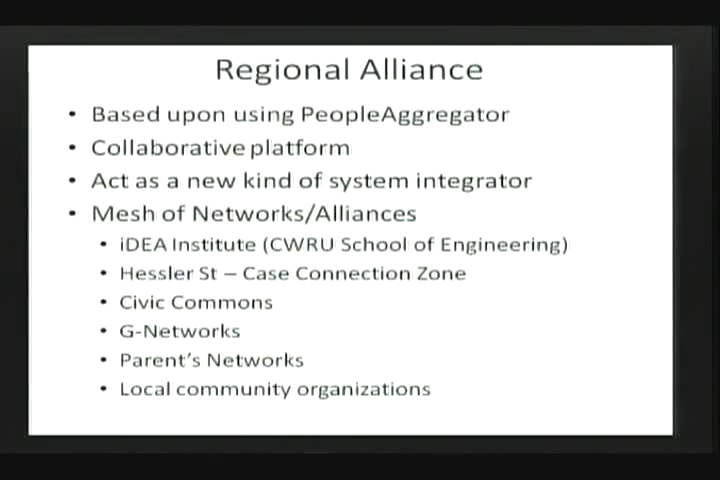 Regional Alliance
• Based upon using PeopleAggregator
• Collaborative platform
• Act as a new kind of system integrator
• Mesh of Networks/Alliances
• iDEA Institute (CWRU School of Engineering)
• Hessler St – Case Connection Zone
• Civic Commons
• G-Networks
• Parent's Networks
• Local community organizations